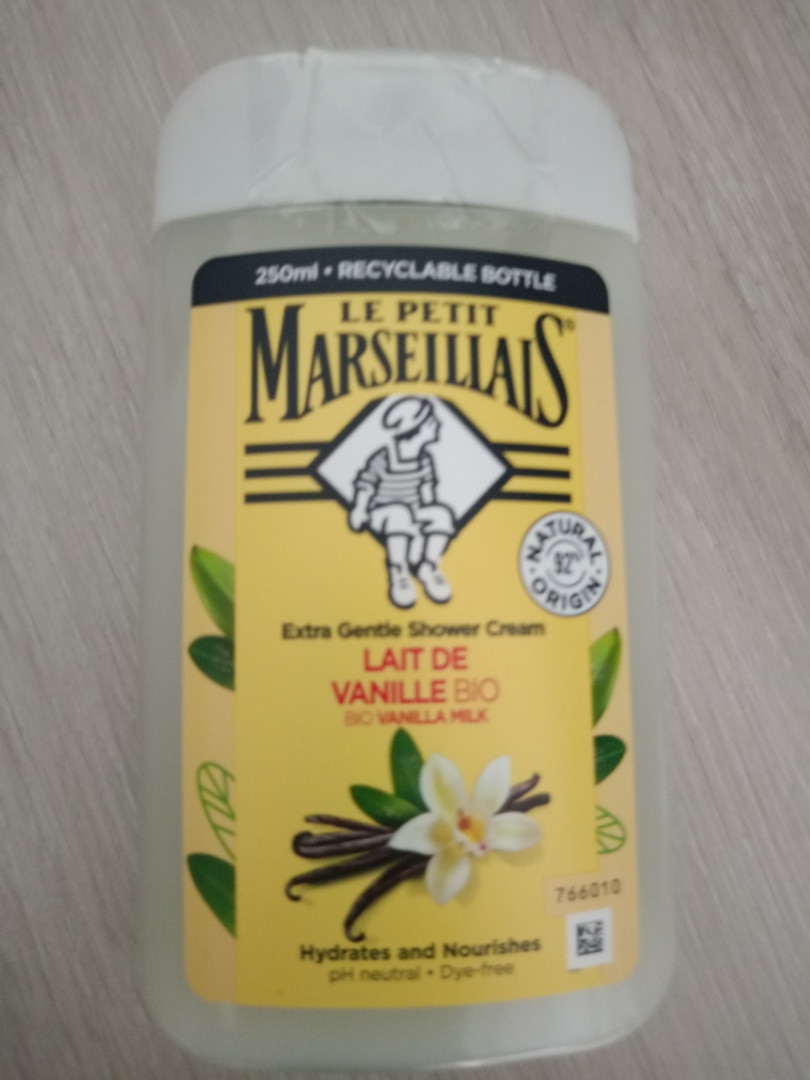 250ml • RECYCLABLE BOTTLE
LE PETIT
MARSEILLAIS®
NATURAL
92%
ORIGIN
Extra Gentle Shower Cream
LAIT DE
VANILLE BIO
BIO VANILLA MILK
766010
Hydrates and Nourishes
pH neutral • Dye-free